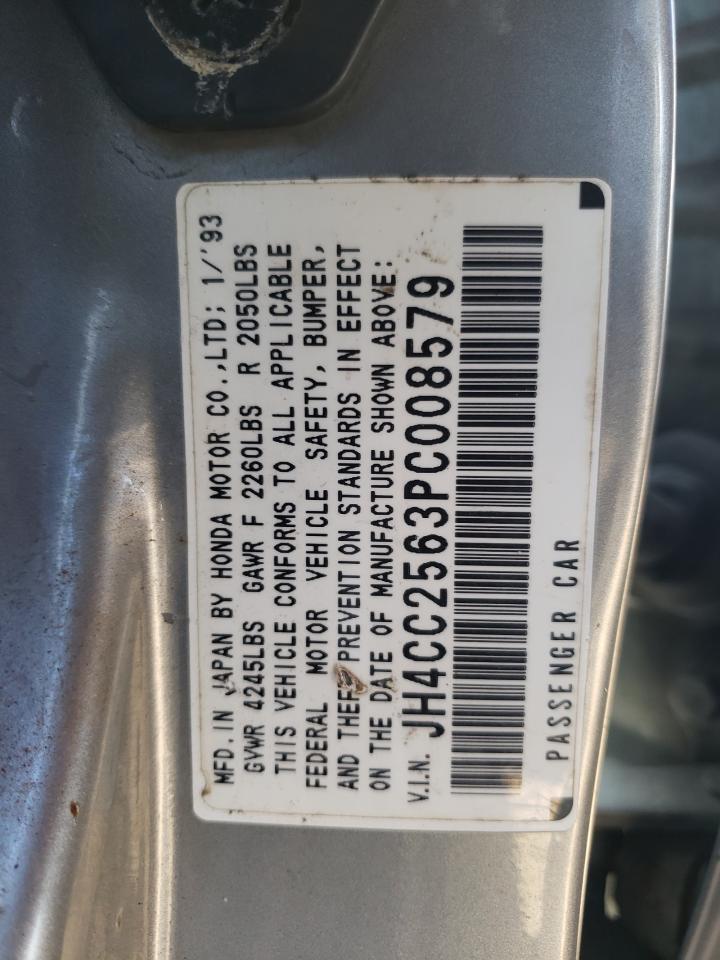 MFD. IN JAPAN BY HONDA MOTOR CO.,LTD; 1/'93
GVWR 4245LBS GAWR F 2260LBS R 2050LBS
THIS VEHICLE CONFORMS TO ALL APPLICABLE
FEDERAL MOTOR VEHICLE SAFETY, BUMPER,
AND THEFT PREVENTION STANDARDS IN EFFECT
ON THE DATE OF MANUFACTURE SHOWN ABOVE:
V.I.N. JH4CC2563PC008579
PASSENGER CAR